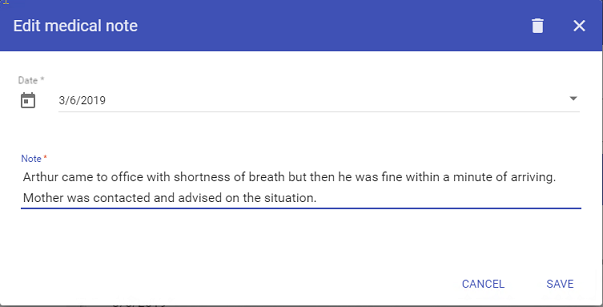 Edit medical note
Date *
3/6/2019
Note *
Arthur came to office with shortness of breath but then he was fine within a minute of arriving.
Mother was contacted and advised on the situation.
CANCEL SAVE